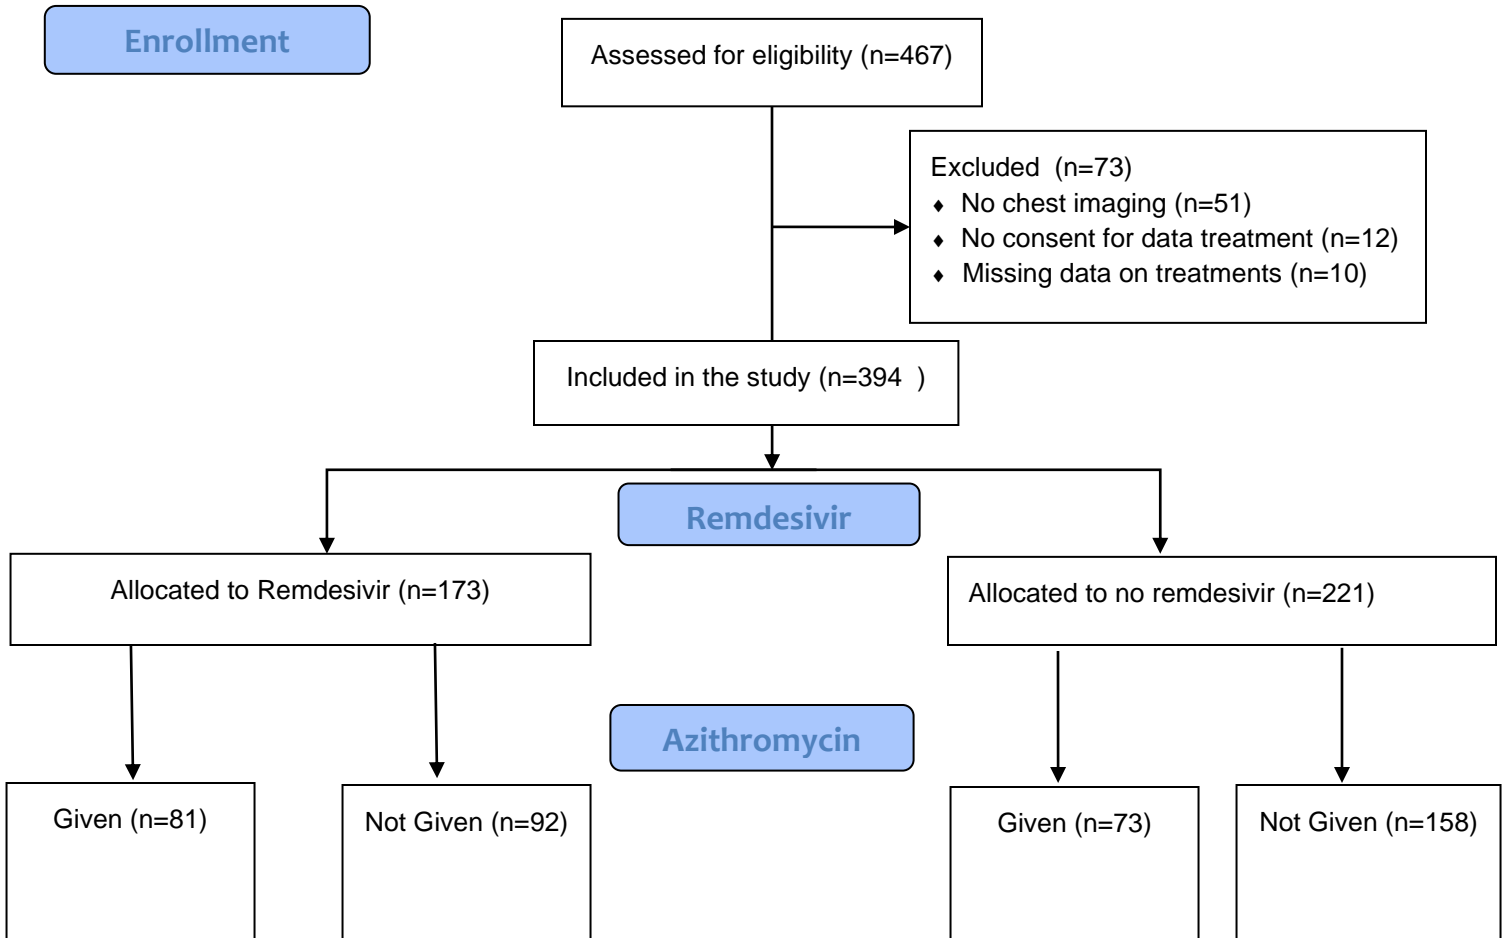 Enrollment
Assessed for eligibility (n=467)
Excluded  (n=73)
♦ No chest imaging (n=51)
♦ No consent for data treatment (n=12)
♦ Missing data on treatments (n=10)
Included in the study (n=394  )
Remdesivir
Allocated to Remdesivir (n=173)
Allocated to no remdesivir (n=221)
Azithromycin
Given (n=81)
Not Given (n=92)
Given (n=73)
Not Given (n=158)